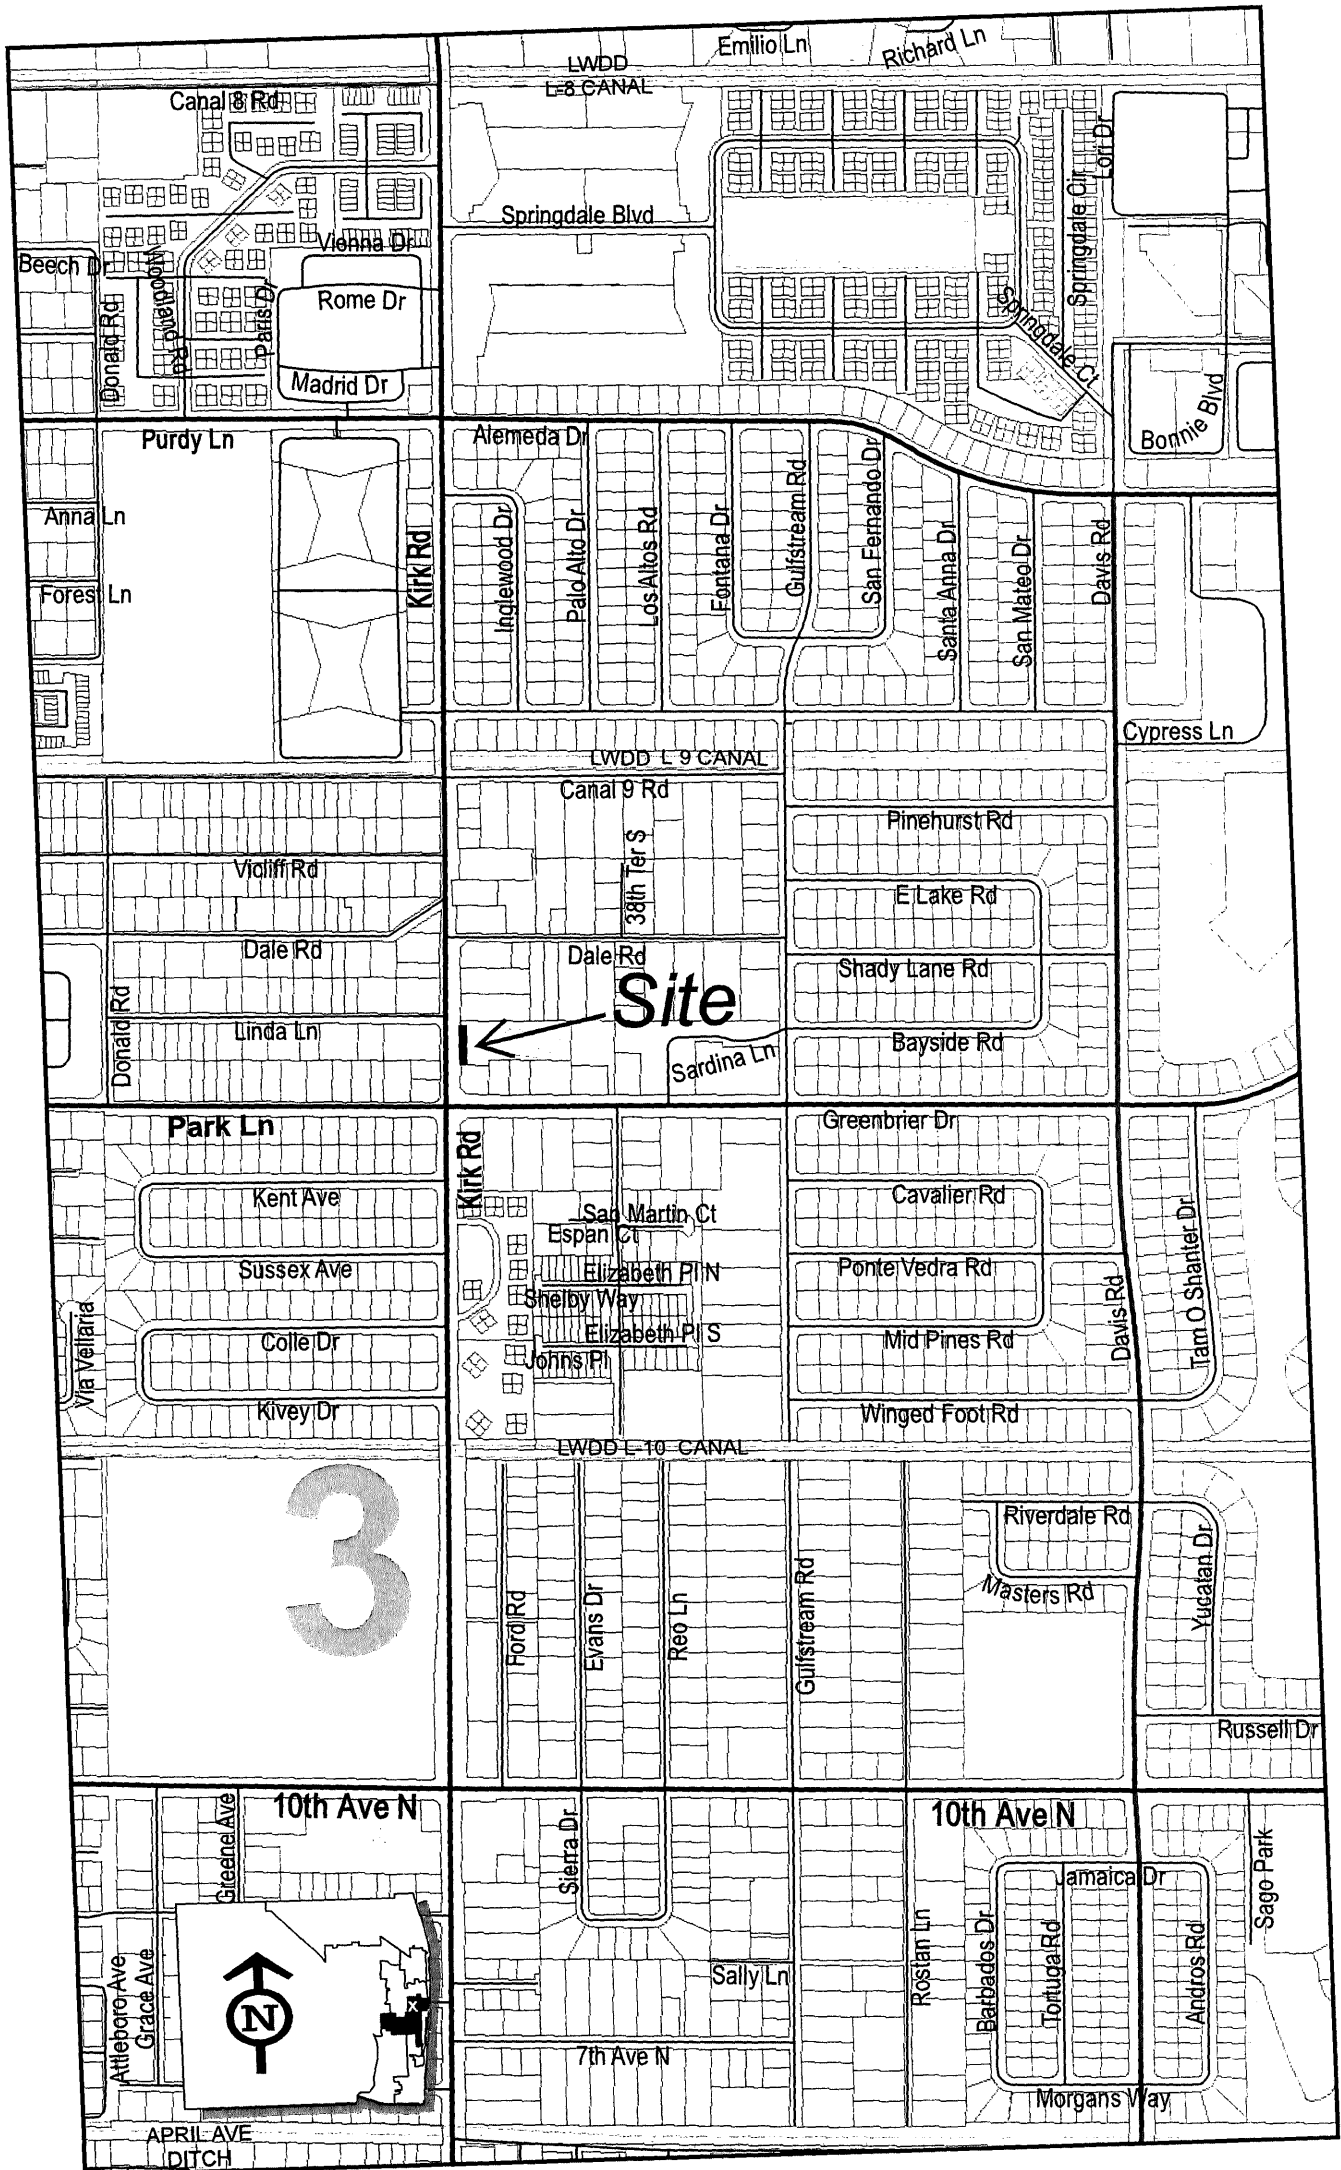 Emilio Ln
Richard Ln
LWDD
L-8 CANAL
Canal 8 Rd
Lori Dr
Springdale Blvd
Springdale Cir
Vienna Dr
Beech Dr
Woodland Rd
Rome Dr
Paris Dr
Donald Rd
Springdale Ct
Madrid Dr
Bonnie Blvd
Purdy Ln
Alemeda Dr
Anna Ln
Kirk Rd
Inglewood Dr
Palo Alto Dr
Los Altos Rd
Fontana Dr
Gulfstream Rd
San Fernando Dr
Santa Anna Dr
San Mateo Dr
Davis Rd
Forest Ln
Cypress Ln
LWDD L 9 CANAL
Canal 9 Rd
Pinehurst Rd
Vicliff Rd
38th Ter S
E Lake Rd
Dale Rd
Dale Rd
Shady Lane Rd
Site
Donald Rd
Linda Ln
Sardina Ln
Bayside Rd
Park Ln
Kirk Rd
Greenbrier Dr
Kent Ave
Cavalier Rd
San Martin Ct
Espan Ct
Sussex Ave
Elizabeth Pl N
Ponte Vedra Rd
Tam O Shanter Dr
Shelby Way
Davis Rd
Via Vellaria
Colle Dr
Elizabeth Pl S
Mid Pines Rd
Johns Pl
Kivey Dr
Winged Foot Rd
LWDD L-10 CANAL
3
Riverdale Rd
Masters Rd
Yucatan Dr
Ford Rd
Evans Dr
Reo Ln
Gulfstream Rd
Russell Dr
10th Ave N
10th Ave N
Greene Ave
Sierra Dr
Jamaica Dr
Sago Park
Attleboro Ave
Grace Ave
Rostan Ln
Barbados Dr
Tortuga Rd
Andros Rd
Sally Ln
X
N
7th Ave N
Morgans Way
APRIL AVE
DITCH